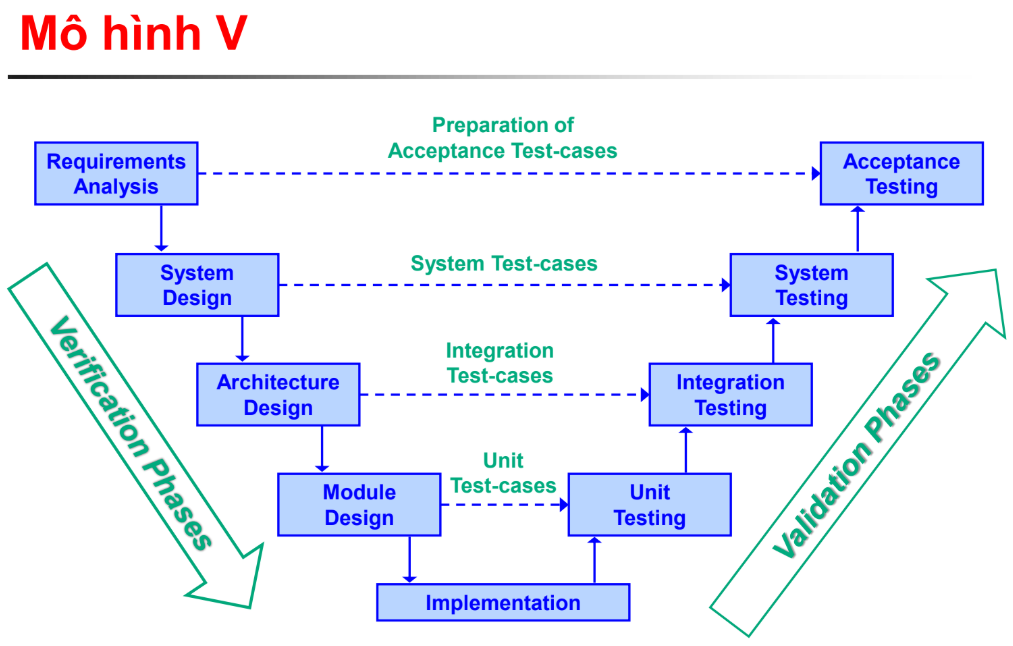 Mô hình V
Preparation of
Acceptance Test-cases
Requirements
Analysis
Acceptance
Testing
System Test-cases
System
Design
System
Testing
Integration
Test-cases
Architecture
Design
Integration
Testing
Unit
Test-cases
Module
Design
Unit
Testing
Implementation
Verification Phases
Validation Phases